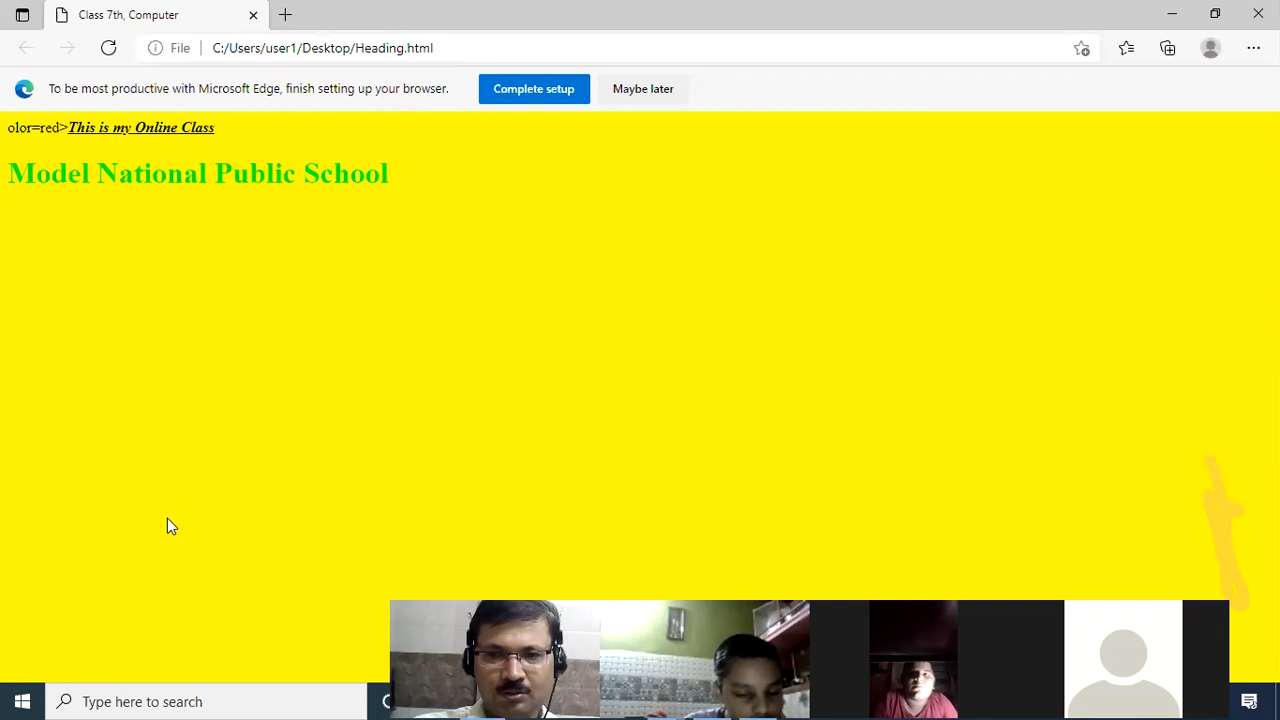 Class 7th, Computer
File C:/Users/user1/Desktop/Heading.html
To be most productive with Microsoft Edge, finish setting up your browser. Complete setup Maybe later
olor=red>This is my Online Class
Model National Public School
Type here to search